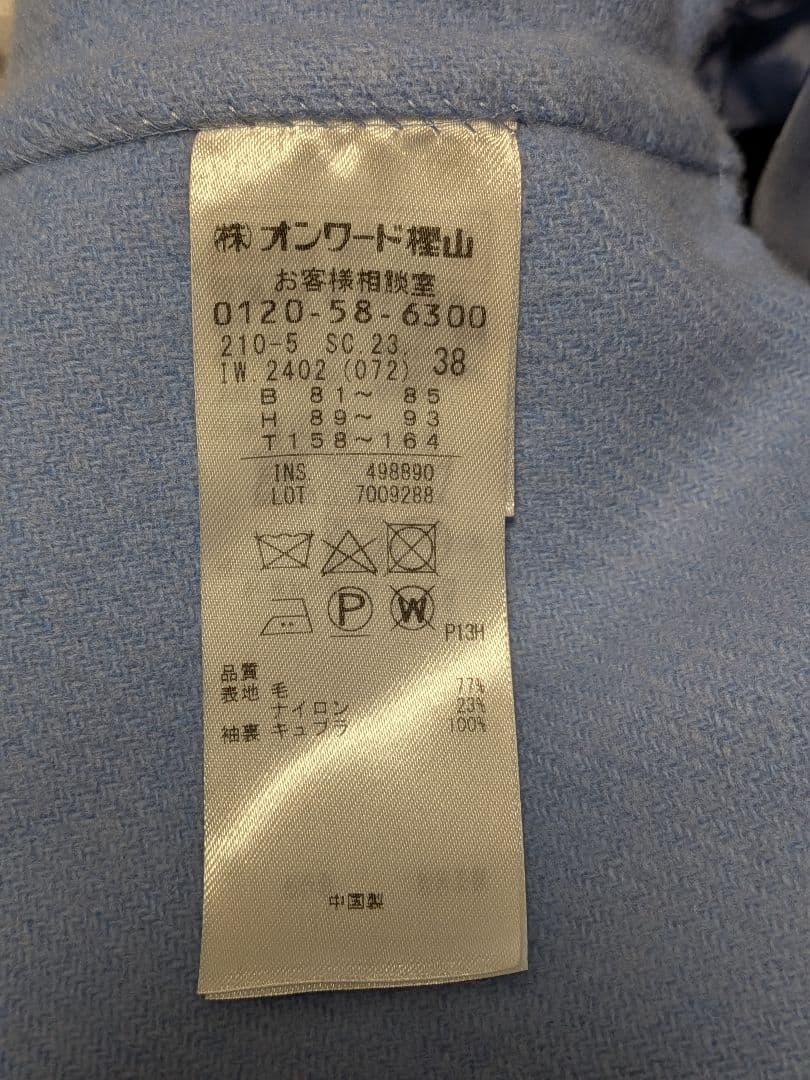 ㈱オンワード樫山
お客様相談室
0120-58-6300
210-5 SC 23.
IW 2402 (072) 38
B 81～ 85
H 89～ 93
T158～164
INS. 498890
LOT 7009288
P
W
P13H
品質
表地 毛 77%
ナイロン 23%
袖裏 キュプラ 100%
中国製